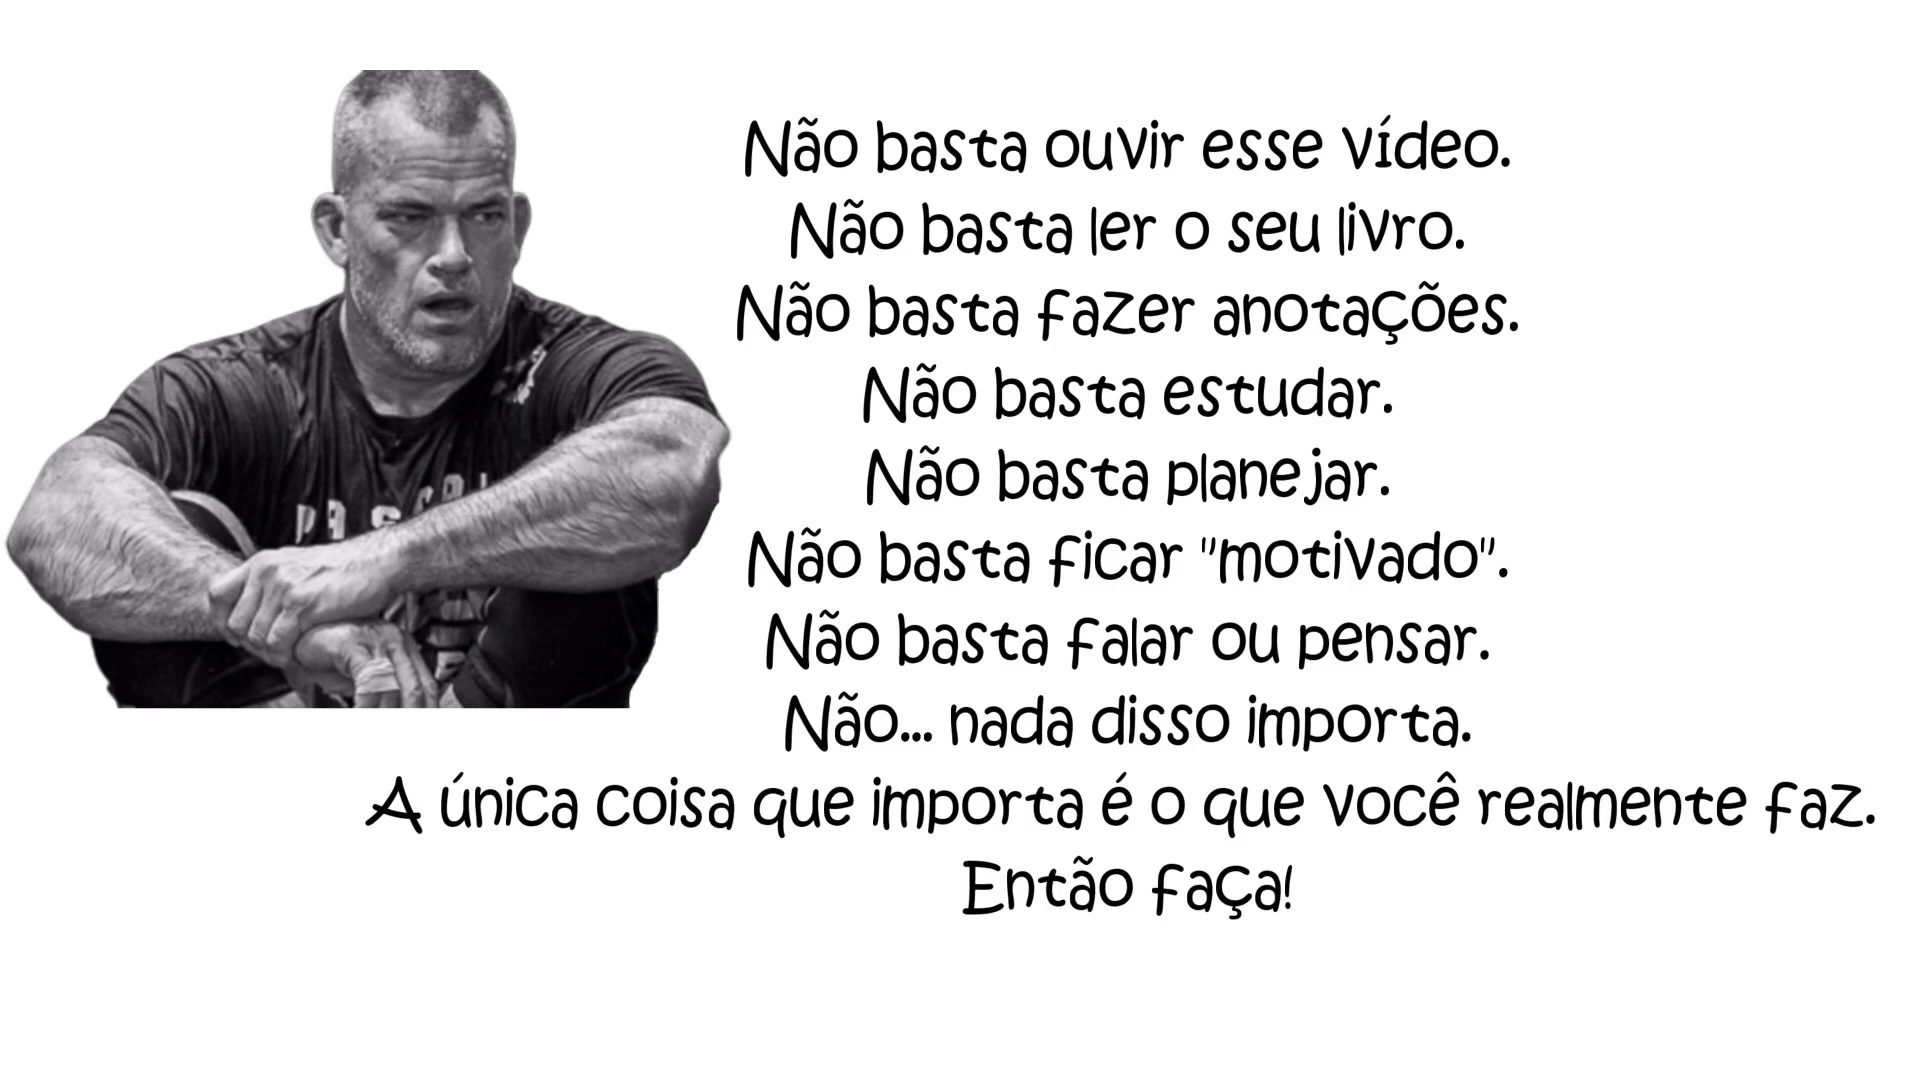 Não basta ouvir esse vídeo.
Não basta ler o seu livro.
Não basta fazer anotações.
Não basta estudar.
Não basta planejar.
Não basta ficar "motivado".
Não basta falar ou pensar.
Não... nada disso importa.
A única coisa que importa é o que você realmente faz.
Então faça!